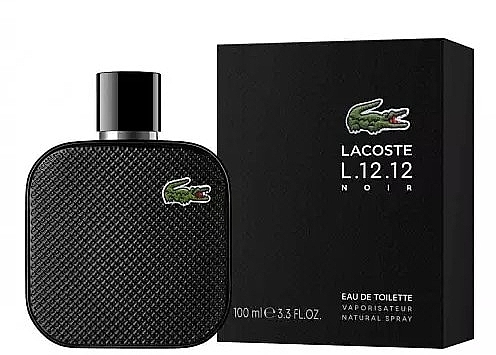 LACOSTE
L.12.12
NOIR
100 ml ℮ 3.3 FL.OZ.
EAU DE TOILETTE
VAPORISATEUR
NATURAL SPRAY